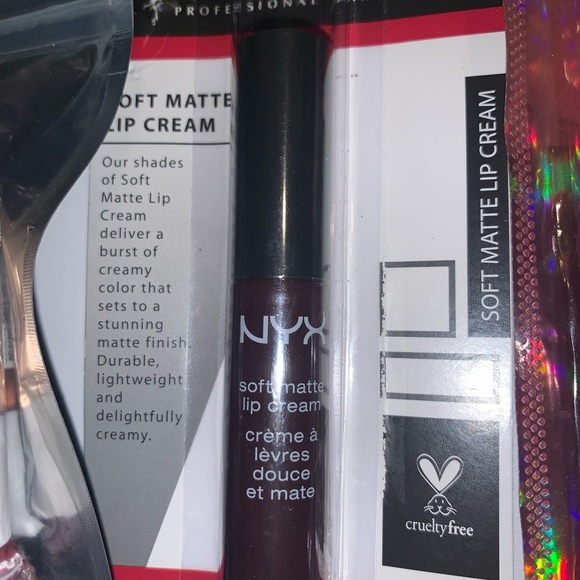 PROFESSIONAL
SOFT MATTE
LIP CREAM
Our shades
of Soft
Matte Lip
Cream
deliver a
burst of
creamy
color that
sets to a
stunning
matte finish.
Durable,
lightweight
and
delightfully
creamy.
NYX
soft matte
lip cream
crème à
lèvres
douce
et mate
SOFT MATTE LIP CREAM
crueltyfree